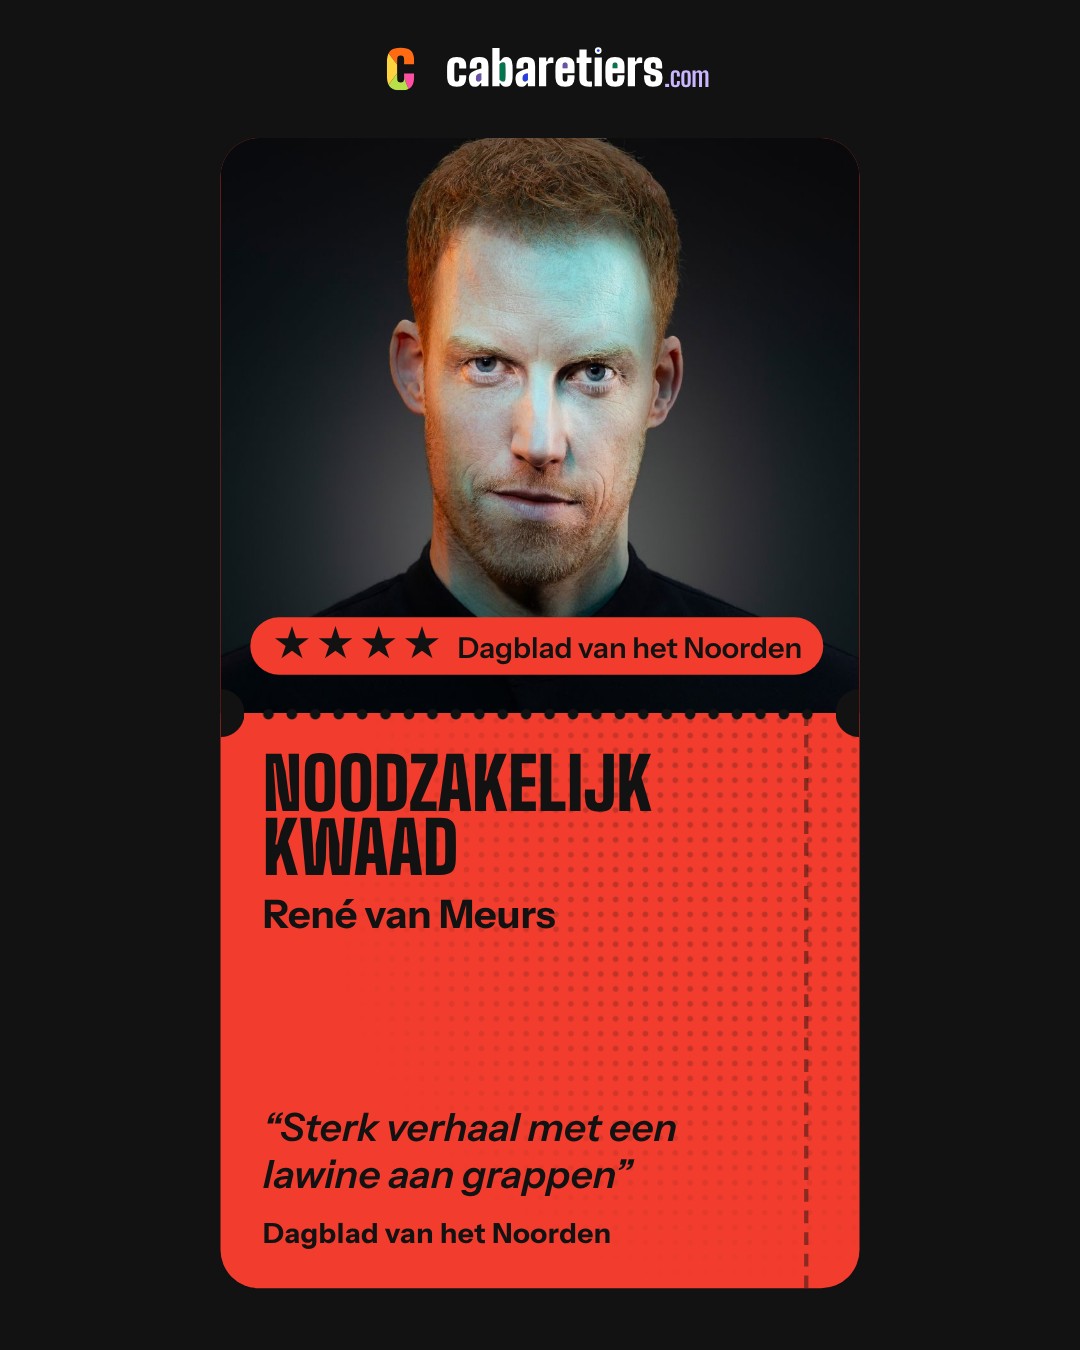 cabaretiers.com
★★★★ Dagblad van het Noorden
NOODZAKELIJK
KWAAD
René van Meurs
“Sterk verhaal met een
lawine aan grappen”
Dagblad van het Noorden